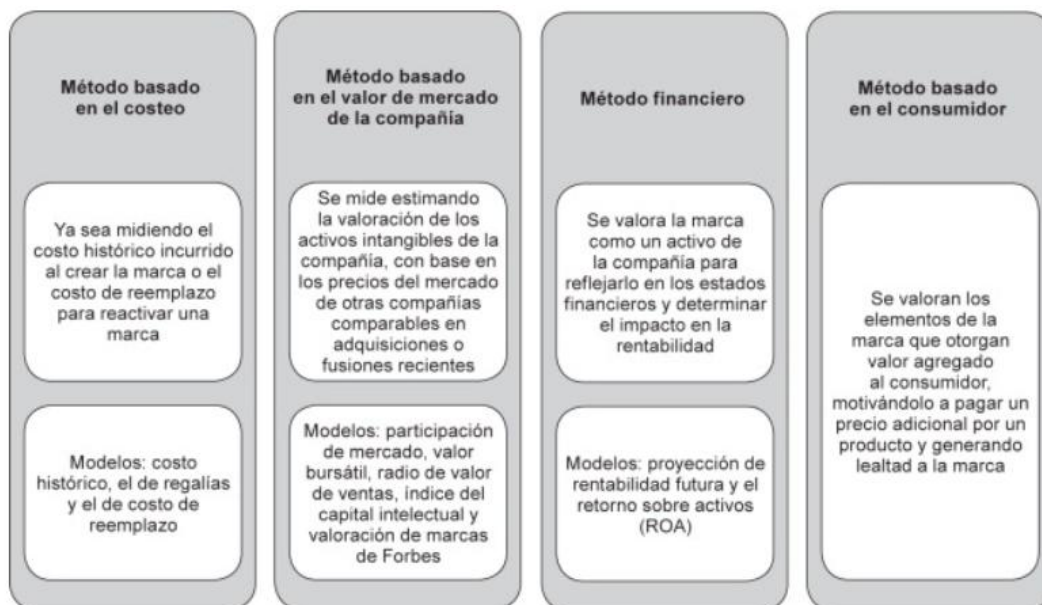 Método basado
en el costeo
Ya sea midiendo el
costo histórico incurrido
al crear la marca o el
costo de reemplazo
para reactivar una
marca
Modelos: costo
histórico, el de regalías
y el de costo de
reemplazo
Método basado
en el valor de mercado
de la compañía
Se mide estimando
la valoración de los
activos intangibles de la
compañía, con base en
los precios del mercado
de otras compañías
comparables en
adquisiciones o
fusiones recientes
Modelos: participación
de mercado, valor
bursátil, radio de valor
de ventas, índice del
capital intelectual y
valoración de marcas
de Forbes
Método financiero
Se valora la marca
como un activo de
la compañía para
reflejarlo en los estados
financieros y determinar
el impacto en la
rentabilidad
Modelos: proyección de
rentabilidad futura y el
retorno sobre activos
(ROA)
Método basado
en el consumidor
Se valoran los
elementos de la
marca que otorgan
valor agregado
al consumidor,
motivándolo a pagar un
precio adicional por un
producto y generando
lealtad a la marca